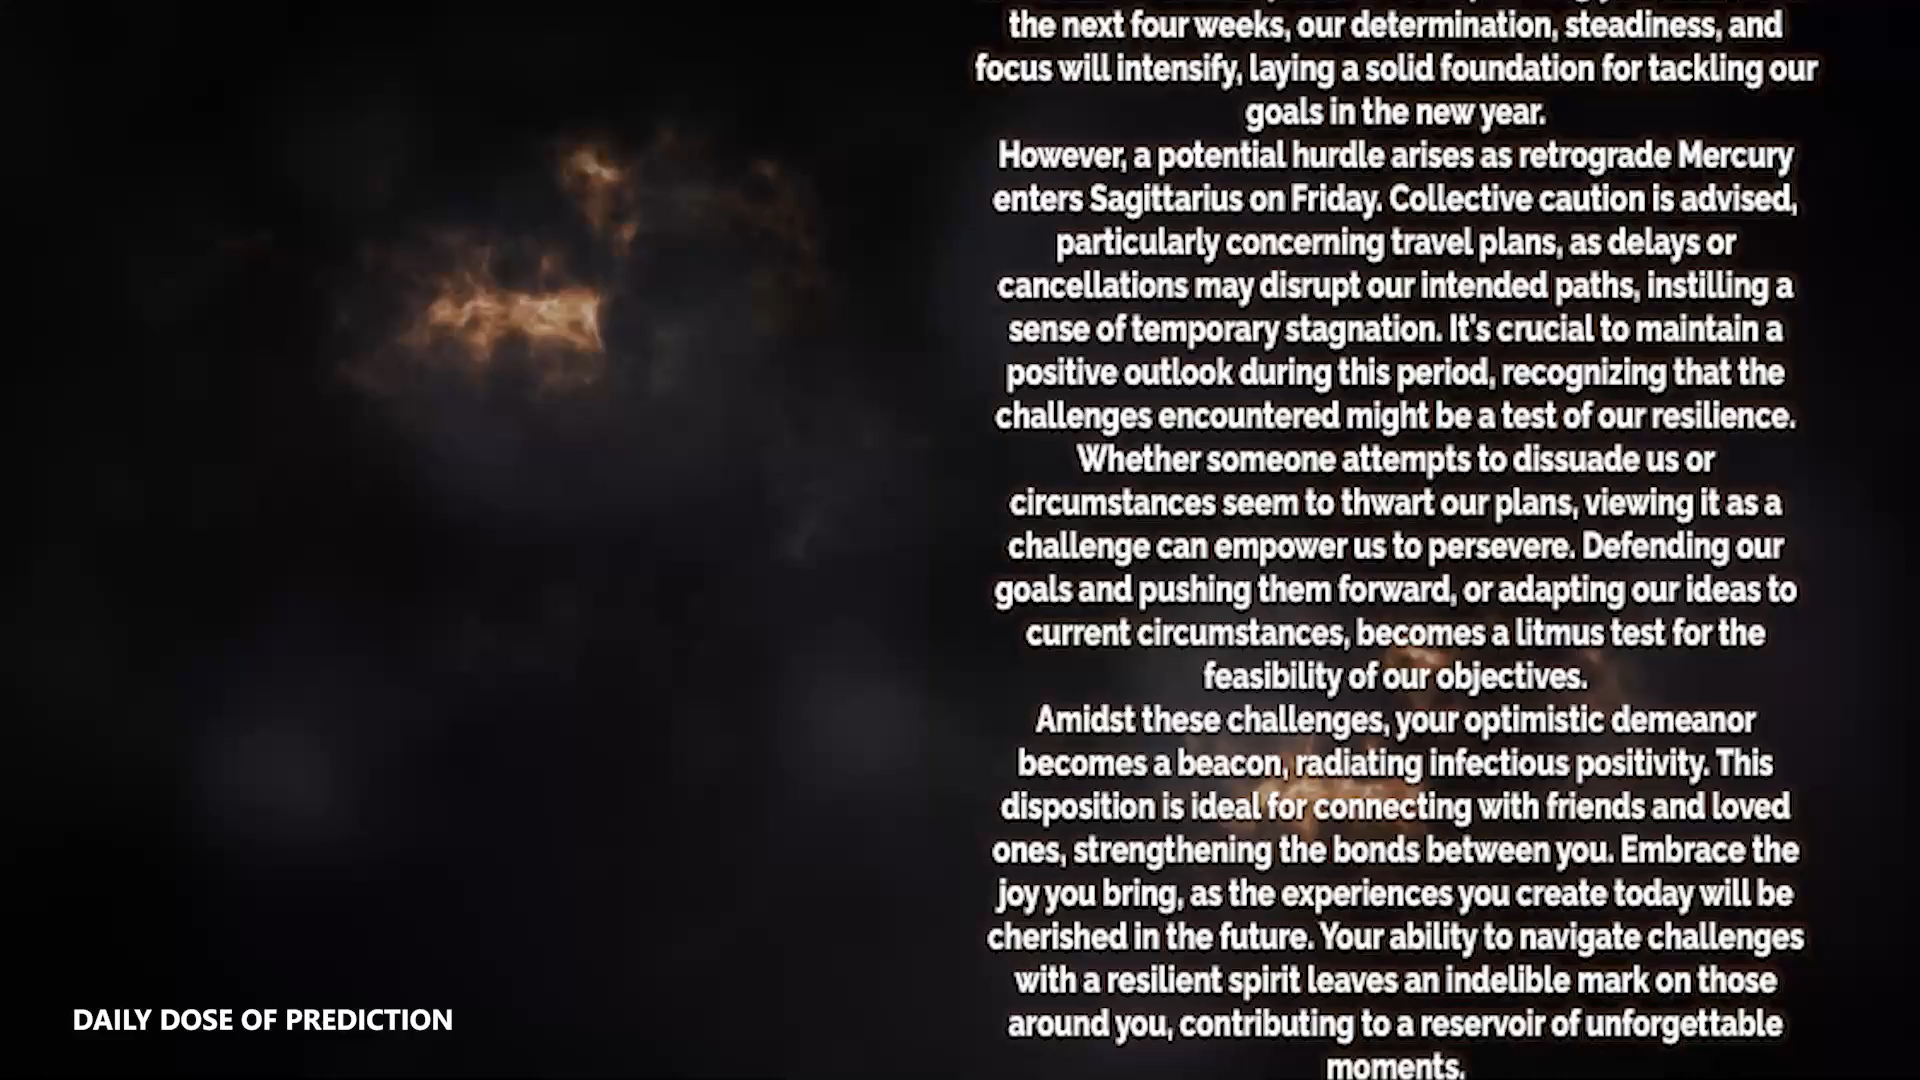 the next four weeks, our determination, steadiness, and
focus will intensify, laying a solid foundation for tackling our
goals in the new year.
However, a potential hurdle arises as retrograde Mercury
enters Sagittarius on Friday. Collective caution is advised,
particularly concerning travel plans, as delays or
cancellations may disrupt our intended paths, instilling a
sense of temporary stagnation. It's crucial to maintain a
positive outlook during this period, recognizing that the
challenges encountered might be a test of our resilience.
Whether someone attempts to dissuade us or
circumstances seem to thwart our plans, viewing it as a
challenge can empower us to persevere. Defending our
goals and pushing them forward, or adapting our ideas to
current circumstances, becomes a litmus test for the
feasibility of our objectives.
Amidst these challenges, your optimistic demeanor
becomes a beacon, radiating infectious positivity. This
disposition is ideal for connecting with friends and loved
ones, strengthening the bonds between you. Embrace the
joy you bring, as the experiences you create today will be
cherished in the future. Your ability to navigate challenges
with a resilient spirit leaves an indelible mark on those
around you, contributing to a reservoir of unforgettable
moments.
DAILY DOSE OF PREDICTION